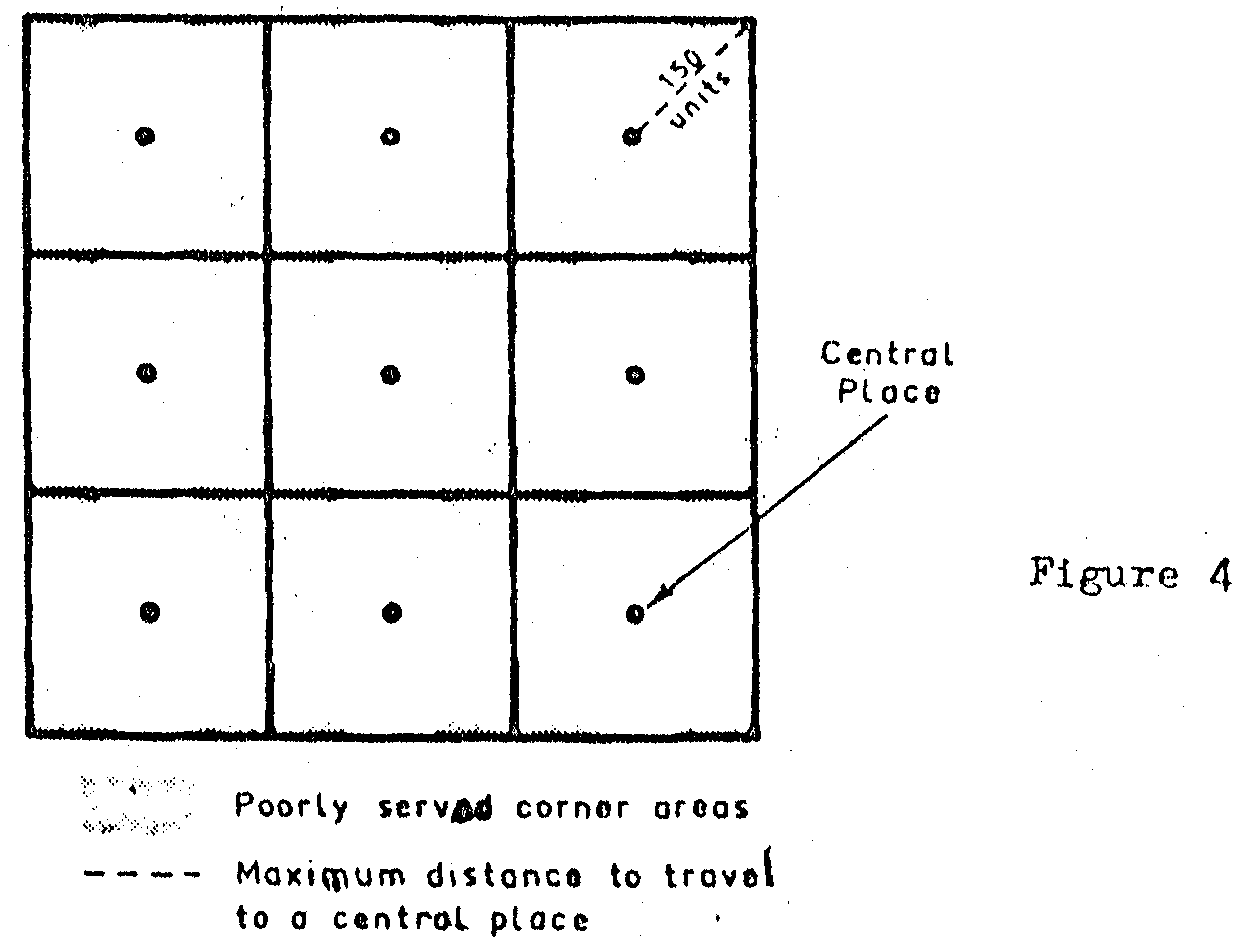 150
units
Central
Place
Figure 4
Poorly served corner areas
Maximum distance to travel
to a central place